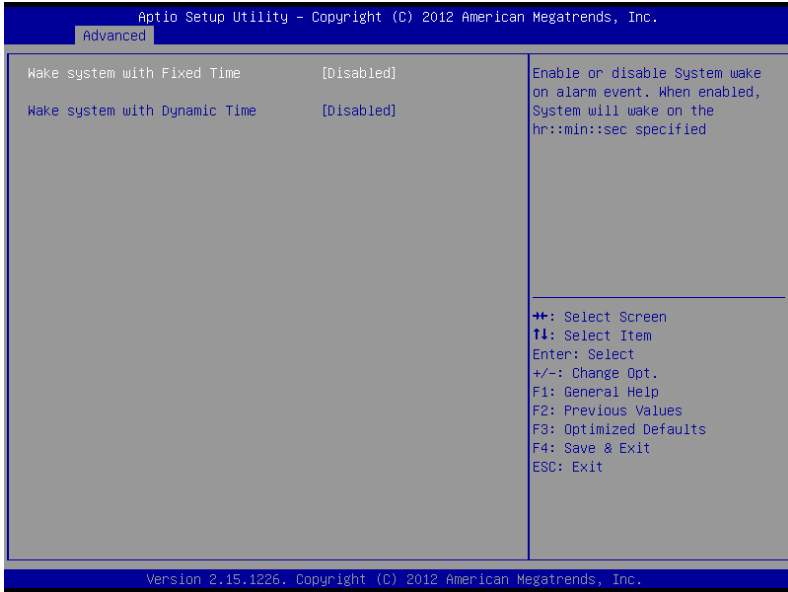 Aptio Setup Utility – Copyright (C) 2012 American Megatrends, Inc.
Advanced
Wake system with Fixed Time [Disabled]
Wake system with Dynamic Time [Disabled]
Enable or disable System wake
on alarm event. When enabled,
System will wake on the
hr::min::sec specified
→←: Select Screen
↑↓: Select Item
Enter: Select
+/-: Change Opt.
F1: General Help
F2: Previous Values
F3: Optimized Defaults
F4: Save & Exit
ESC: Exit
Version 2.15.1226. Copyright (C) 2012 American Megatrends, Inc.